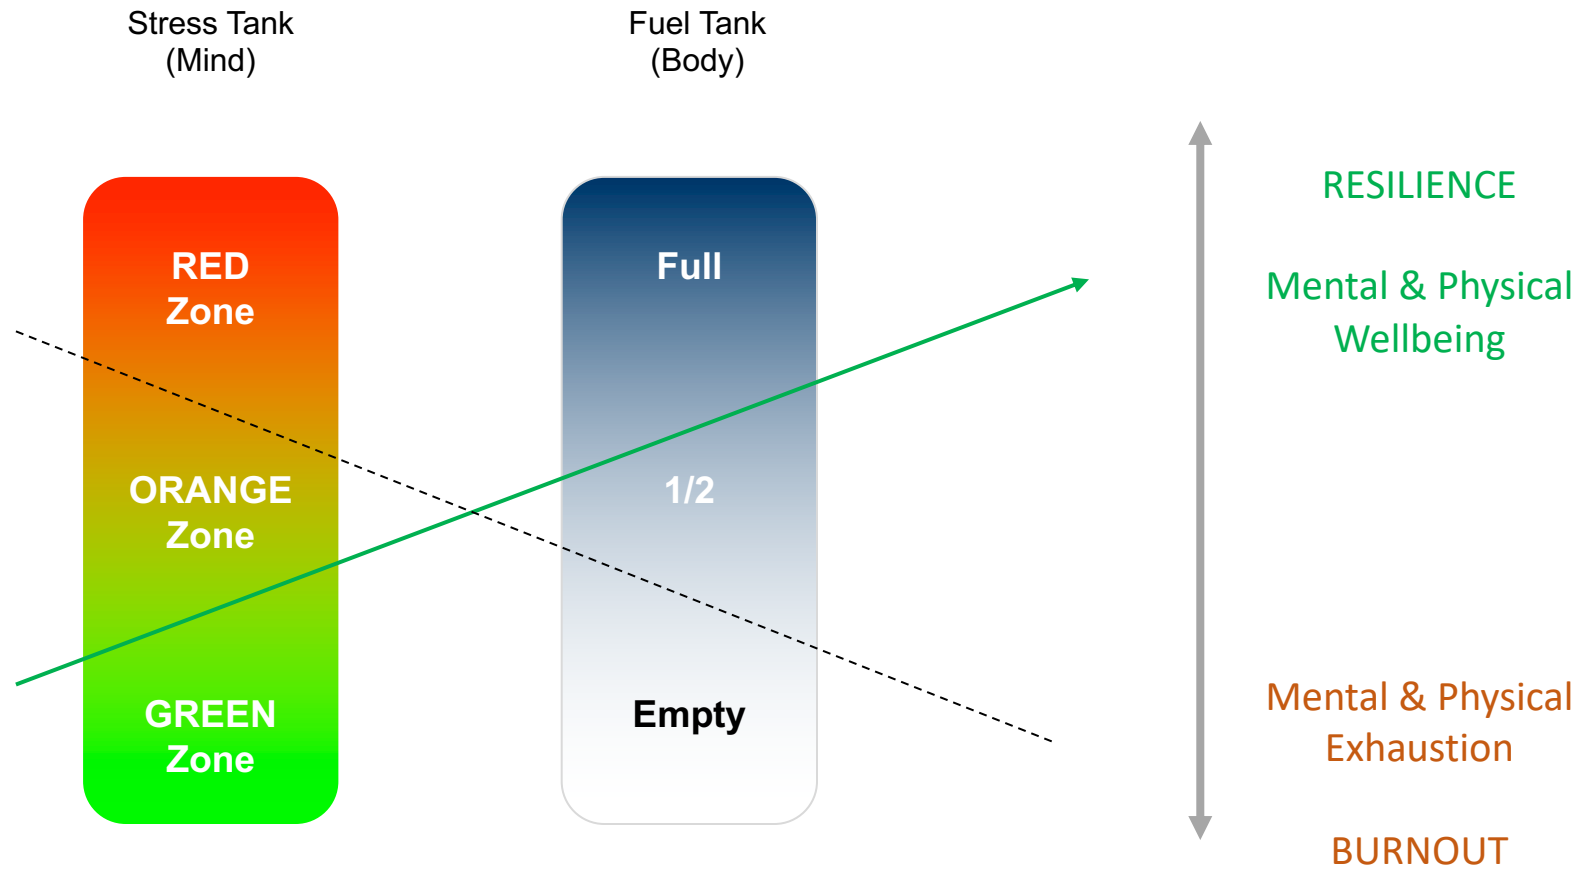 Stress Tank
(Mind)
Fuel Tank
(Body)
RED
Zone
ORANGE
Zone
GREEN
Zone
Full
1/2
Empty
RESILIENCE
Mental & Physical
Wellbeing
Mental & Physical
Exhaustion
BURNOUT